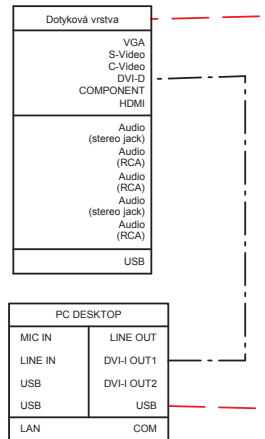 Dotyková vrstva
VGA
S-Video
C-Video
DVI-D
COMPONENT
HDMI
Audio
(stereo jack)
Audio
(RCA)
Audio
(RCA)
Audio
(stereo jack)
Audio
(RCA)
USB
PC DESKTOP
MIC IN LINE OUT
LINE IN DVI-I OUT1
USB DVI-I OUT2
USB USB
LAN COM